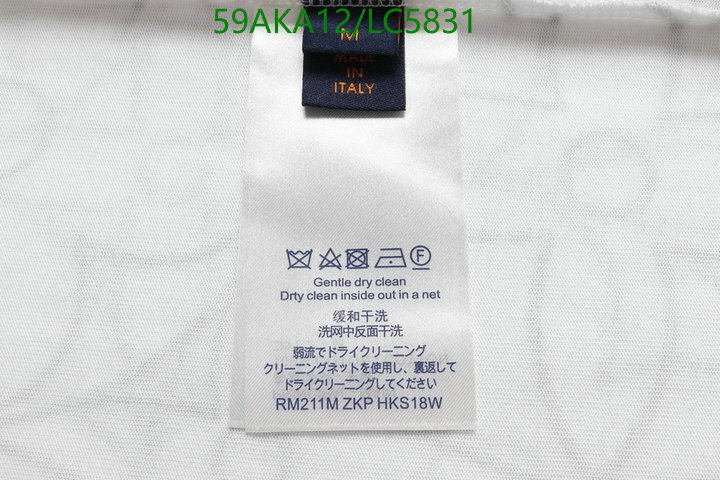 59AKA12/LC5831
M
MADE
IN
ITALY
F
Gentle dry clean
Drty clean inside out in a net
缓和干洗
洗网中反面干洗
弱流でドライクリーニング
クリーニングネットを使用し、裏返して
ドライクリーニングしてください
RM211M ZKP HKS18W